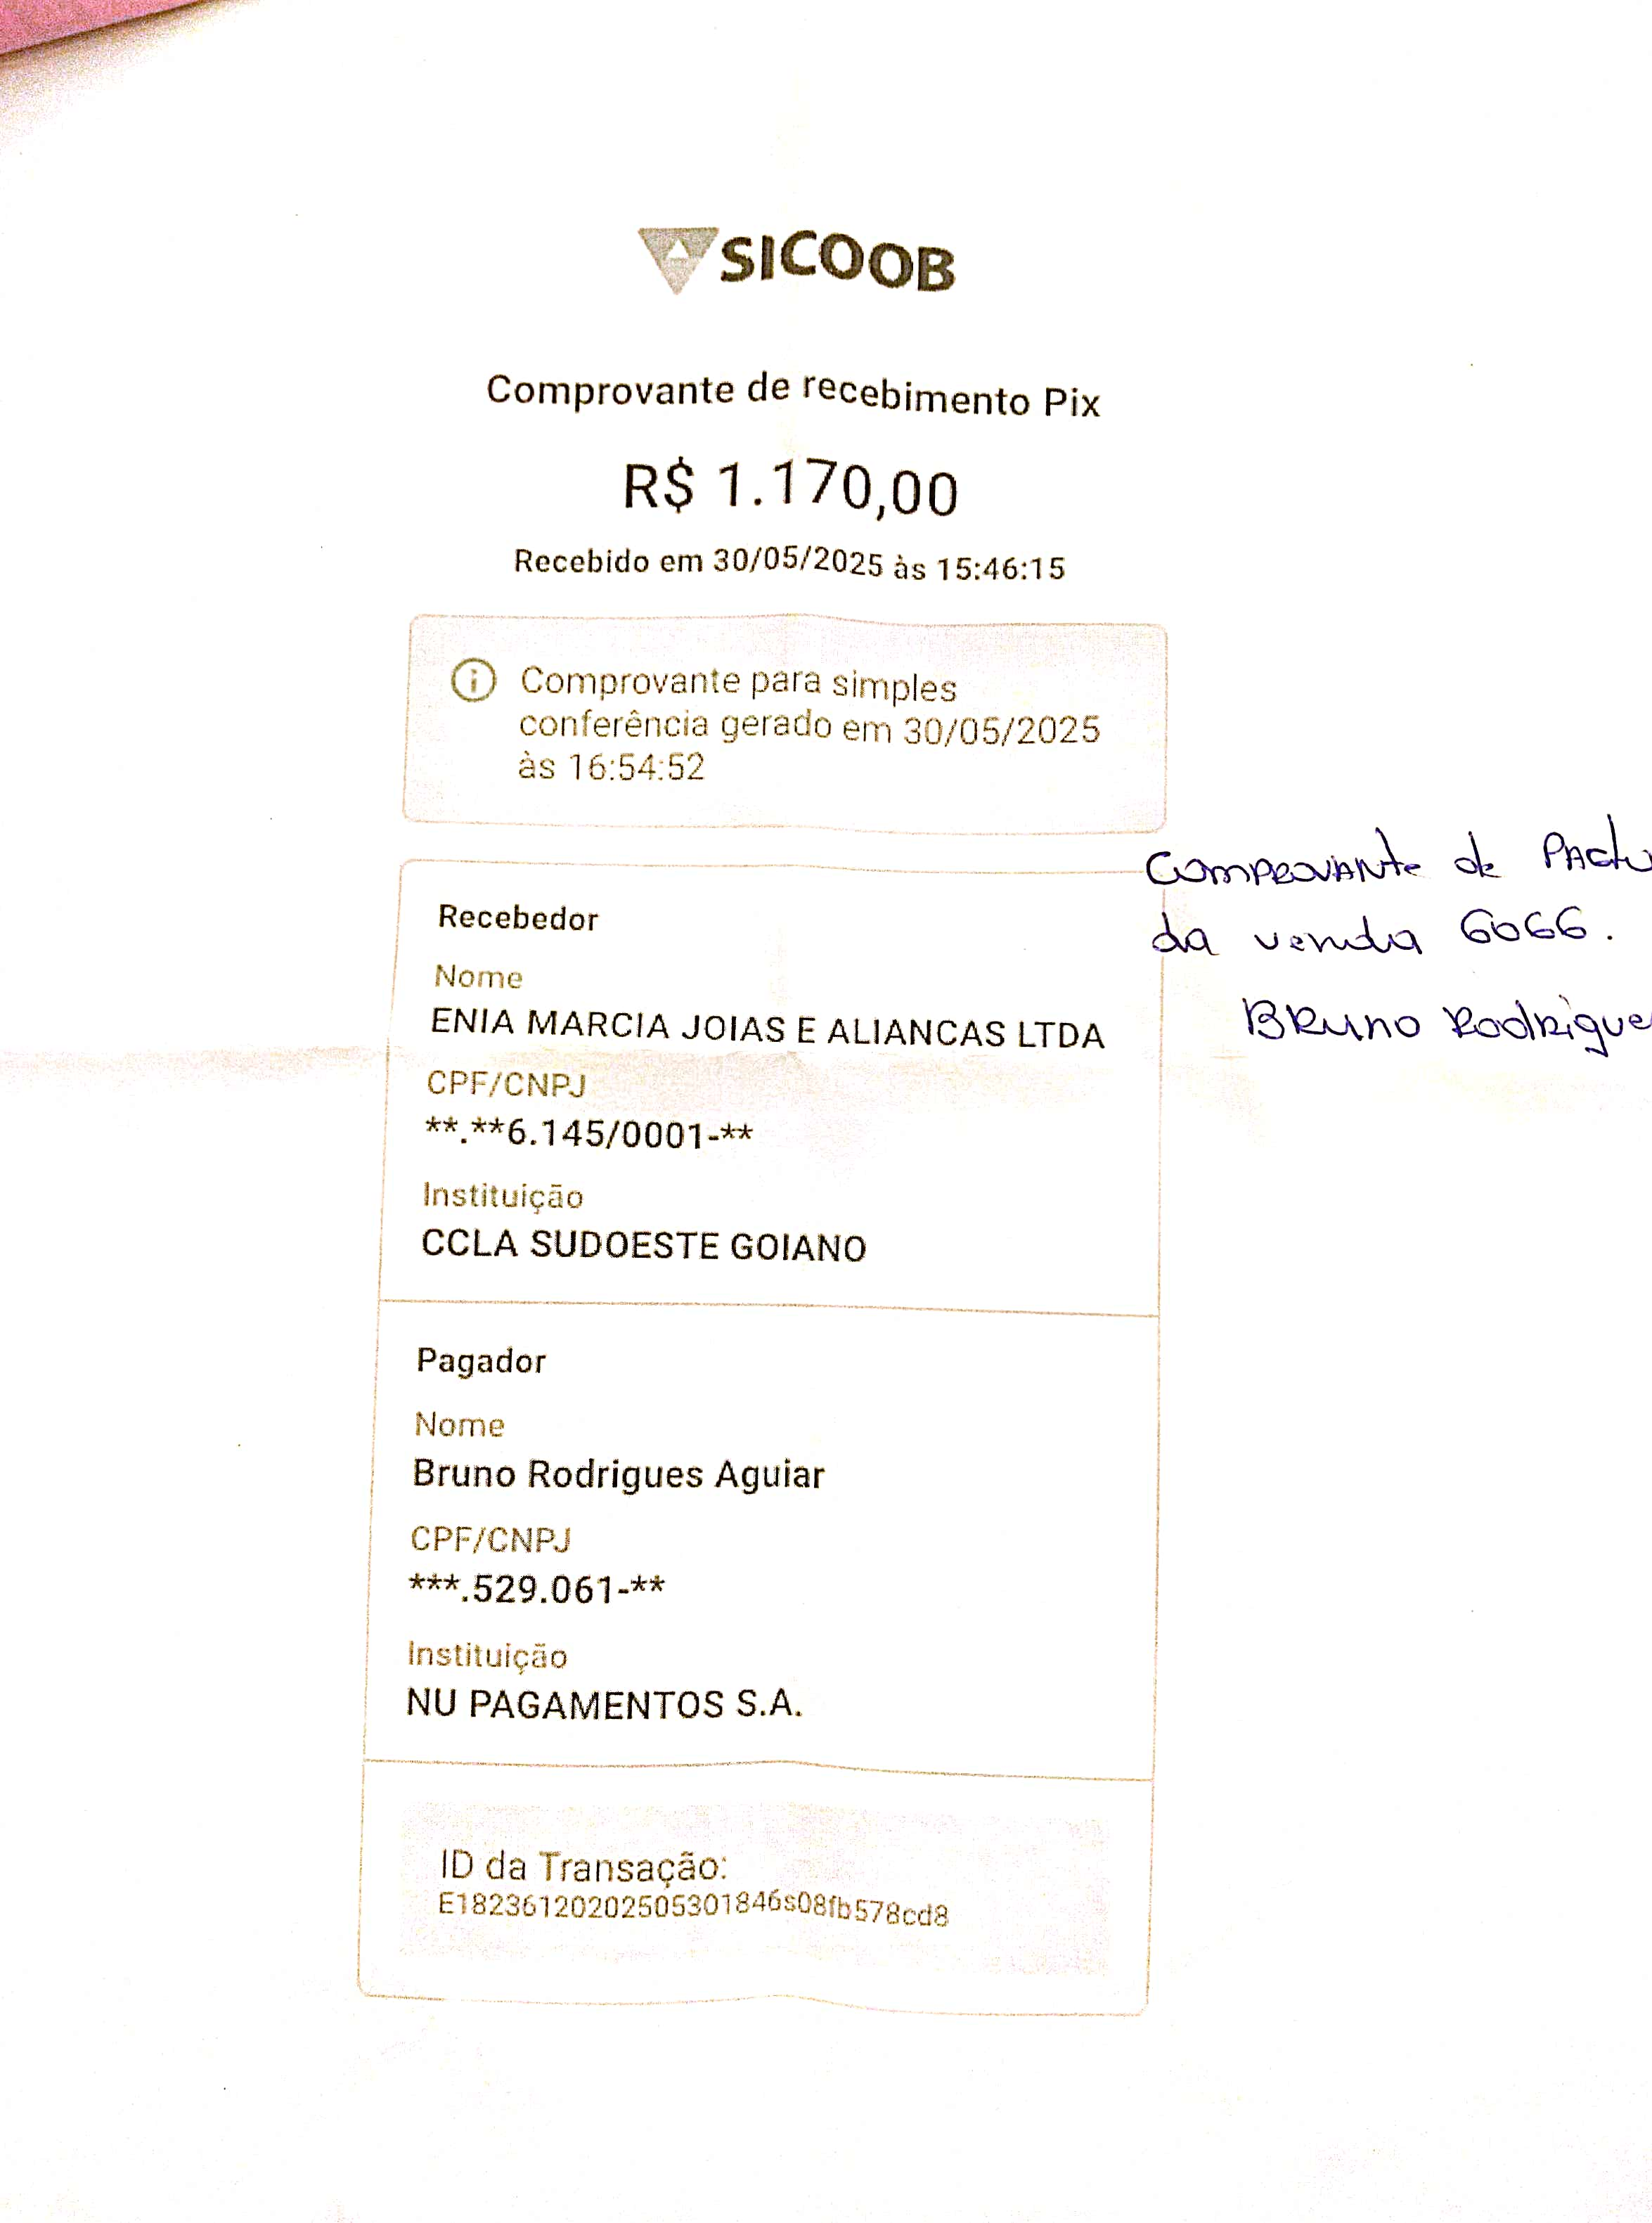 SICOOB
Comprovante de recebimento Pix
R$ 1.170,00
Recebido em 30/05/2025 às 15:46:15
Comprovante para simples
conferência gerado em 30/05/2025
às 16:54:52
Comprovante de
da venda 6066.
Bruno Rodrigue
Recebedor
Nome
ENIA MARCIA JOIAS E ALIANCAS LTDA
CPF/CNPJ
**.**6.145/0001-**
Instituição
CCLA SUDOESTE GOIANO
Pagador
Nome
Bruno Rodrigues Aguiar
CPF/CNPJ
***.529.061-**
Instituição
NU PAGAMENTOS S.A.
ID da Transação:
E18236120202505301846s08fb578cd8